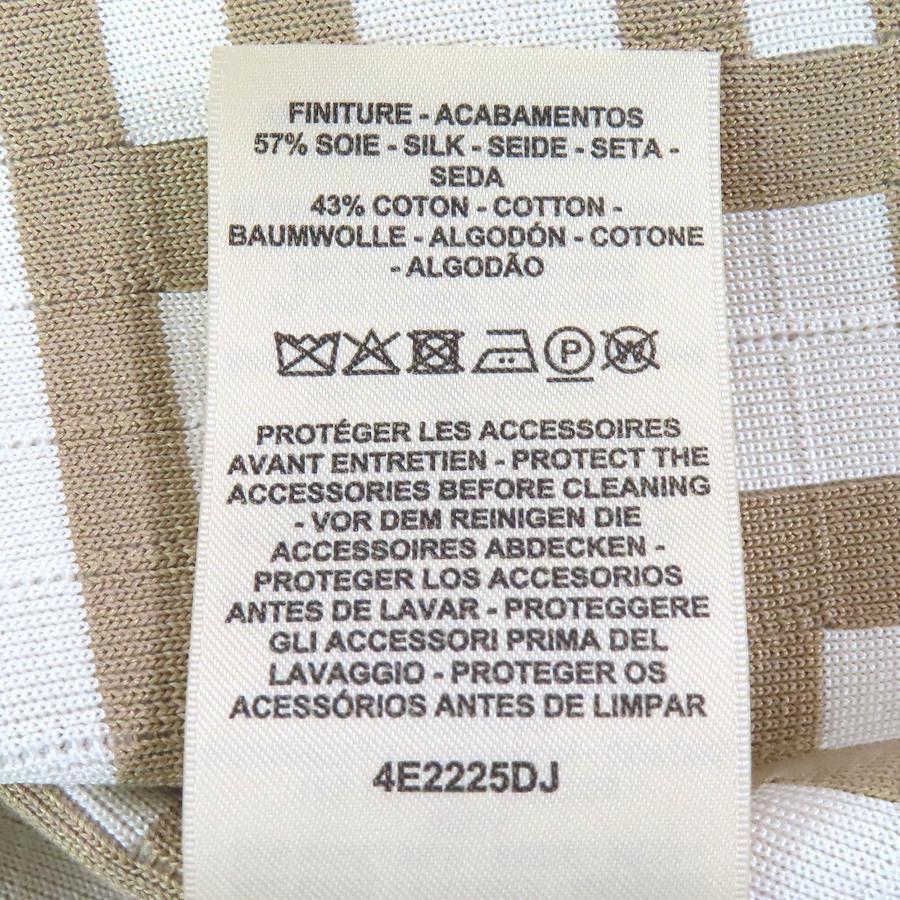 FINITURE - ACABAMENTOS
57% SOIE - SILK - SEIDE - SETA -
SEDA
43% COTON - COTTON -
BAUMWOLLE - ALGODÓN - COTONE
- ALGODÃO
P W
PROTÉGER LES ACCESSOIRES
AVANT ENTRETIEN - PROTECT THE
ACCESSORIES BEFORE CLEANING
- VOR DEM REINIGEN DIE
ACCESSOIRES ABDECKEN -
PROTEGER LOS ACCESORIOS
ANTES DE LAVAR - PROTEGGERE
GLI ACCESSORI PRIMA DEL
LAVAGGIO - PROTEGER OS
ACESSÓRIOS ANTES DE LIMPAR
4E2225DJ